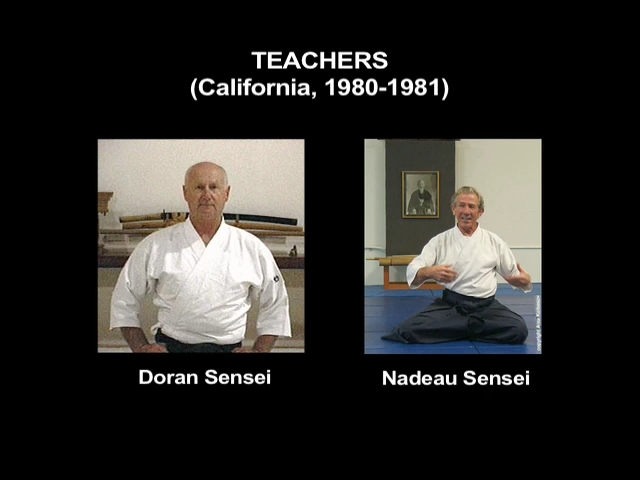 TEACHERS
(California, 1980-1981)
Doran Sensei
Nadeau Sensei